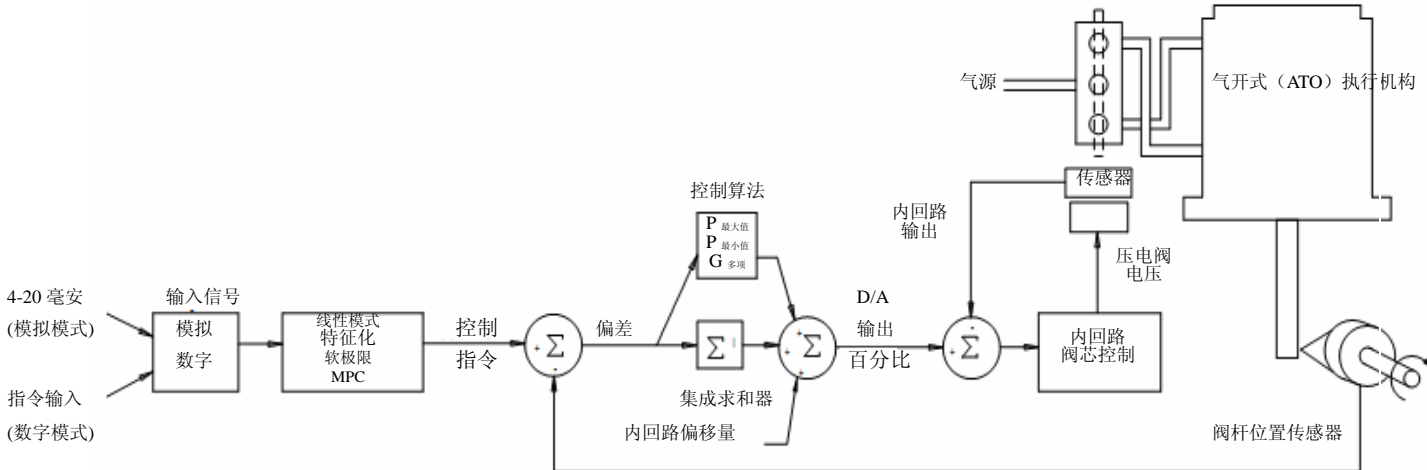 气源
气开式（ATO）执行机构
传感器
控制算法
P 最大值
P 最小值
G 多项
内回路
输出
压电阀
电压
4-20 毫安
(模拟模式)
输入信号
模拟
数字
线性模式
特征化
软极限
MPC
控制
指令
+
Σ
-
偏差
Σ I
+
+
+
Σ
D/A
输出
百分比
-
+
Σ
内回路
阀芯控制
指令输入
(数字模式)
集成求和器
内回路偏移量
阀杆位置传感器